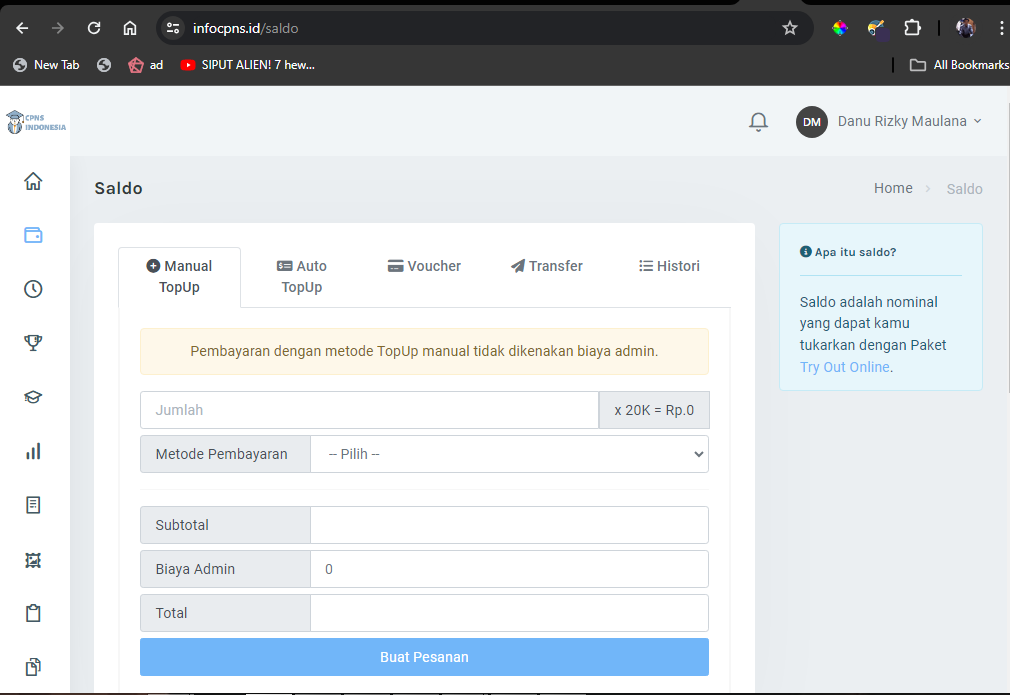 infocpns.id/saldo
New Tab
ad
SIPUT ALIEN! 7 hew...
All Bookmarks
CPNS
INDONESIA
DM
Danu Rizky Maulana
Saldo
Home
Saldo
Manual
TopUp
Auto
TopUp
Voucher
Transfer
Histori
Pembayaran dengan metode TopUp manual tidak dikenakan biaya admin.
Jumlah
x 20K = Rp.0
Metode Pembayaran
-- Pilih --
Subtotal
Biaya Admin
0
Total
Buat Pesanan
Apa itu saldo?
Saldo adalah nominal
yang dapat kamu
tukarkan dengan Paket
Try Out Online.